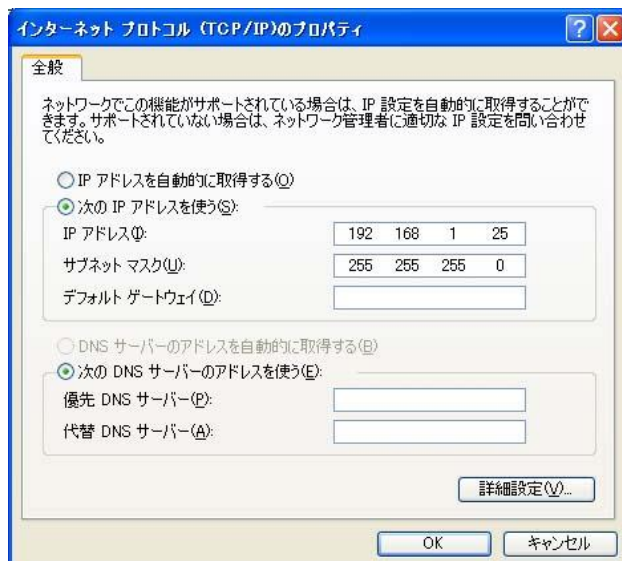 インターネット プロトコル (TCP/IP)のプロパティ
全般
ネットワークでこの機能がサポートされている場合は、IP 設定を自動的に取得することがで
きます。サポートされていない場合は、ネットワーク管理者に適切な IP 設定を問い合わせ
てください。
IP アドレスを自動的に取得する(O)
次の IP アドレスを使う(S):
IP アドレス(I): 192 168 1 25
サブネット マスク(U): 255 255 255 0
デフォルト ゲートウェイ(D):
DNS サーバーのアドレスを自動的に取得する(B)
次の DNS サーバーのアドレスを使う(E):
優先 DNS サーバー(P):
代替 DNS サーバー(A):
詳細設定(V)...
OK キャンセル